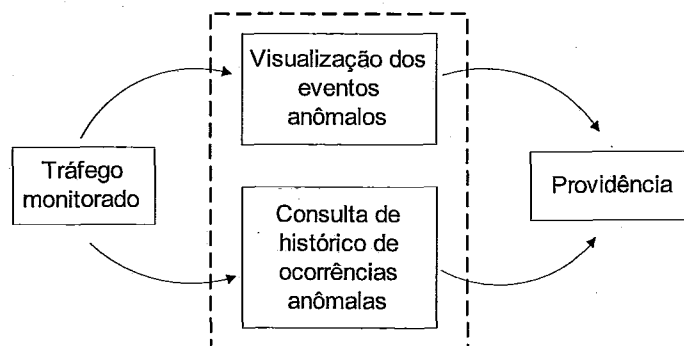 Visualização dos
eventos
anômalos
Tráfego
monitorado
Providência
Consulta de
histórico de
ocorrências
anômalas